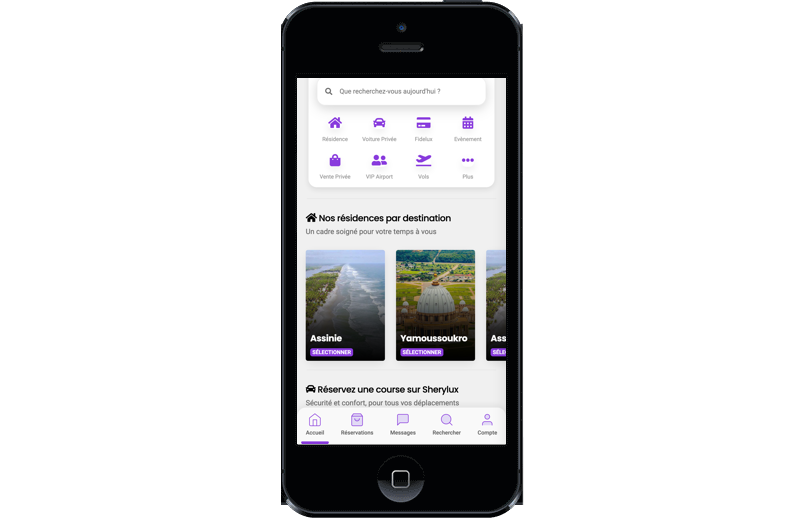 Que recherchez-vous aujourd'hui ?
Résidence Voiture Privée Fidelux Evénement
Vente Privée VIP Airport Vols Plus
Nos résidences par destination
Un cadre soigné pour votre temps à vous
Assinie Yamoussoukro Ass
SÉLECTIONNER SÉLECTIONNER SÉLE
Réservez une course sur Sherylux
Sécurité et confort, pour tous vos déplacements
Accueil Réservations Messages Rechercher Compte